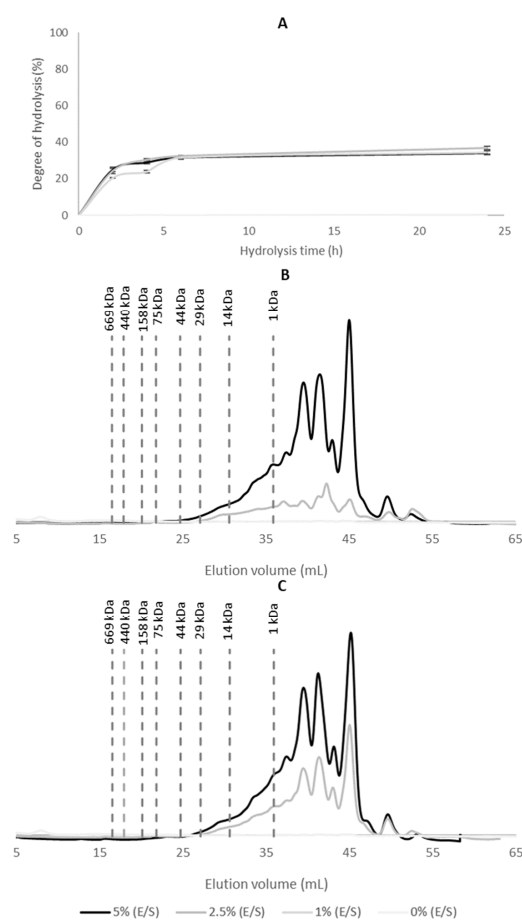 A
100
80
60
40
20
0
Degree of hydrolysis (%)
0 5 10 15 20 25
Hydrolysis time (h)
B
669 kDa 440 kDa 158 kDa 75 kDa 44 kDa 29 kDa 14 kDa 1 kDa
5 15 25 35 45 55 65
Elution volume (mL)
C
669 kDa 440 kDa 158 kDa 75 kDa 44 kDa 29 kDa 14 kDa 1 kDa
5 15 25 35 45 55 65
Elution volume (mL)
5% (E/S) 2.5% (E/S) 1% (E/S) 0% (E/S)